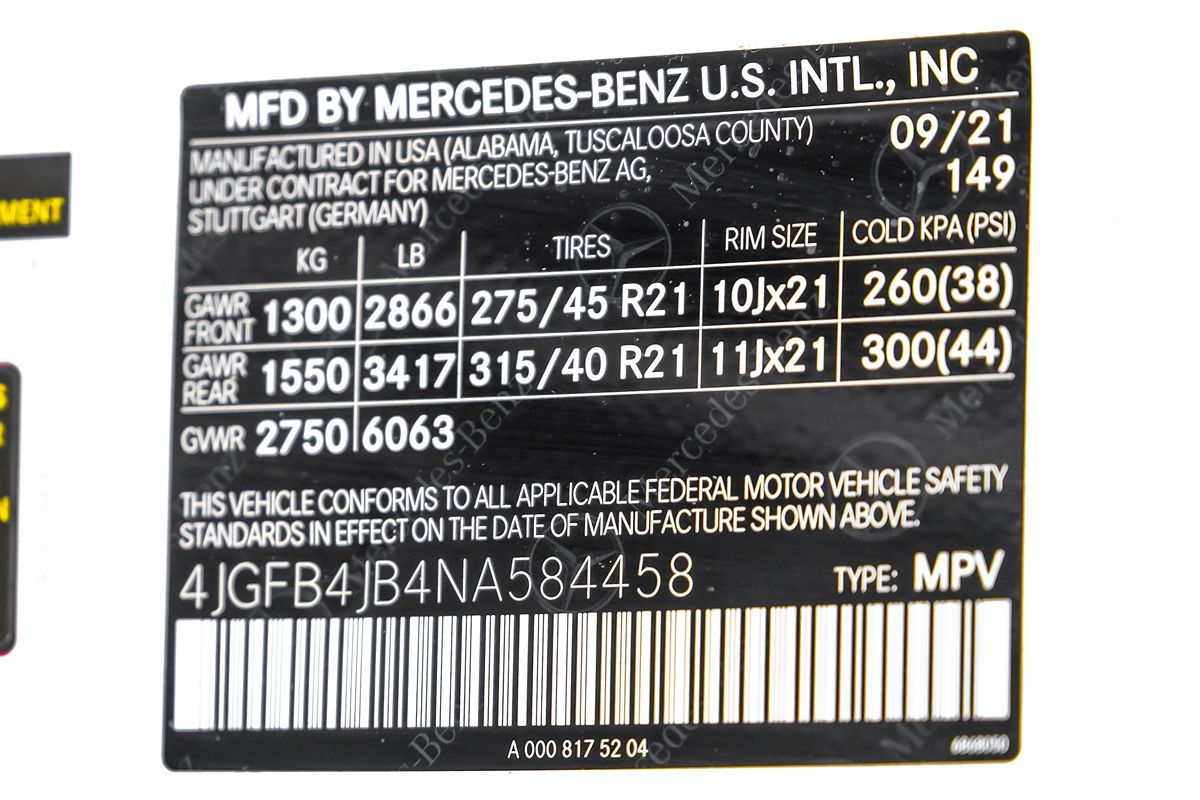 MFD BY MERCEDES-BENZ U.S. INTL., INC
MANUFACTURED IN USA (ALABAMA, TUSCALOOSA COUNTY) 09/21
UNDER CONTRACT FOR MERCEDES-BENZ AG, 149
STUTTGART (GERMANY)
KG LB TIRES RIM SIZE COLD KPA (PSI)
GAWR FRONT 1300 2866 275/45 R21 10Jx21 260(38)
GAWR REAR 1550 3417 315/40 R21 11Jx21 300(44)
GVWR 2750 6063
THIS VEHICLE CONFORMS TO ALL APPLICABLE FEDERAL MOTOR VEHICLE SAFETY
STANDARDS IN EFFECT ON THE DATE OF MANUFACTURE SHOWN ABOVE.
4JGFB4JB4NA584458 TYPE: MPV
A 000 817 52 04